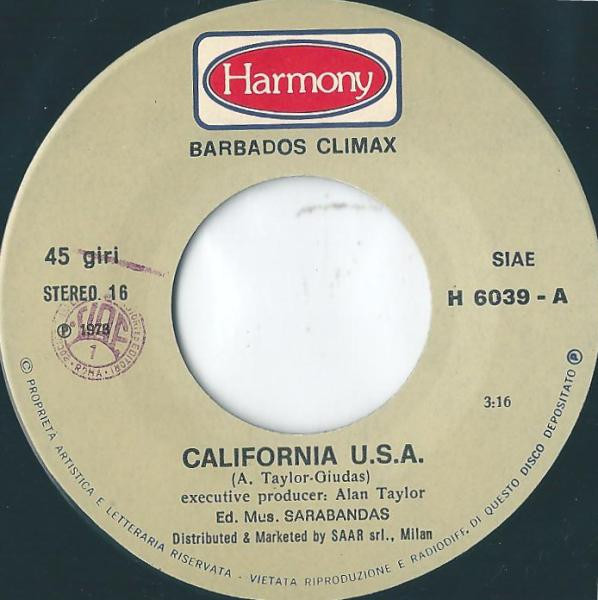 Harmony
BARBADOS CLIMAX
45 giri
STEREO. 16
Ⓟ 1978
SIAE
H 6039 - A
3:16
CALIFORNIA U.S.A.
(A. Taylor-Giudas)
executive producer: Alan Taylor
Ed. Mus. SARABANDAS
Distributed & Marketed by SAAR srl., Milan
© PROPRIETÀ ARTISTICA E LETTERARIA RISERVATA - VIETATA RIPRODUZIONE E RADIODIFF. DI QUESTO DISCO DEPOSITATO Ⓟ
SIAE
ROMA